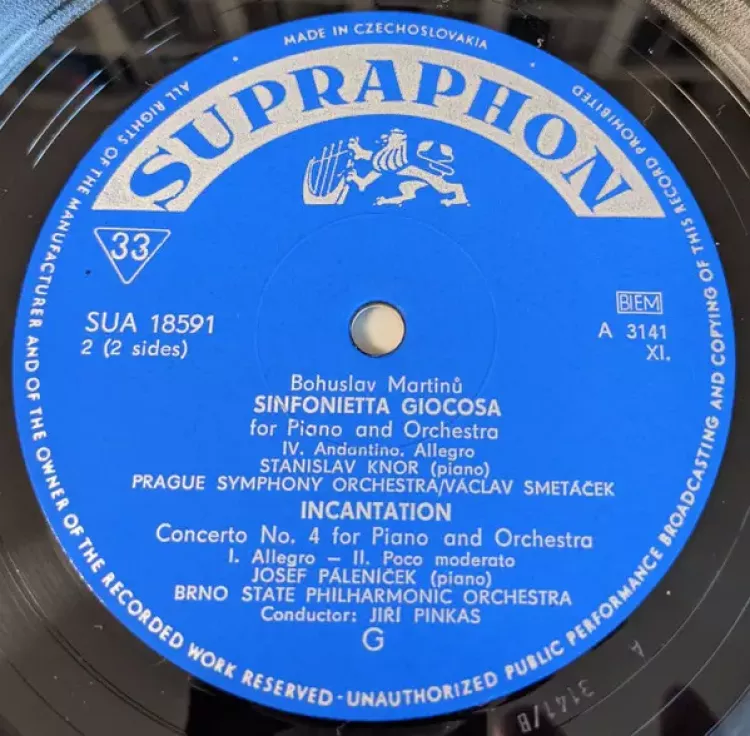 MADE IN CZECHOSLOVAKIA
ALL RIGHTS OF THE MANUFACTURER AND OF THE OWNER OF THE RECORDED WORK RESERVED - UNAUTHORIZED PUBLIC PERFORMANCE BROADCASTING AND COPYING OF THIS RECORD PROHIBITED
SUPRAPHON
33
SUA 18591
2 (2 sides)
BIEM
A 3141
XI.
Bohuslav Martinů
SINFONIETTA GIOCOSA
for Piano and Orchestra
IV. Andantino, Allegro
STANISLAV KNOR (piano)
PRAGUE SYMPHONY ORCHESTRA/VÁCLAV SMETÁČEK
INCANTATION
Concerto No. 4 for Piano and Orchestra
I. Allegro — II. Poco moderato
JOSEF PÁLENÍČEK (piano)
BRNO STATE PHILHARMONIC ORCHESTRA
Conductor: JIŘÍ PINKAS
G
A 3141/B